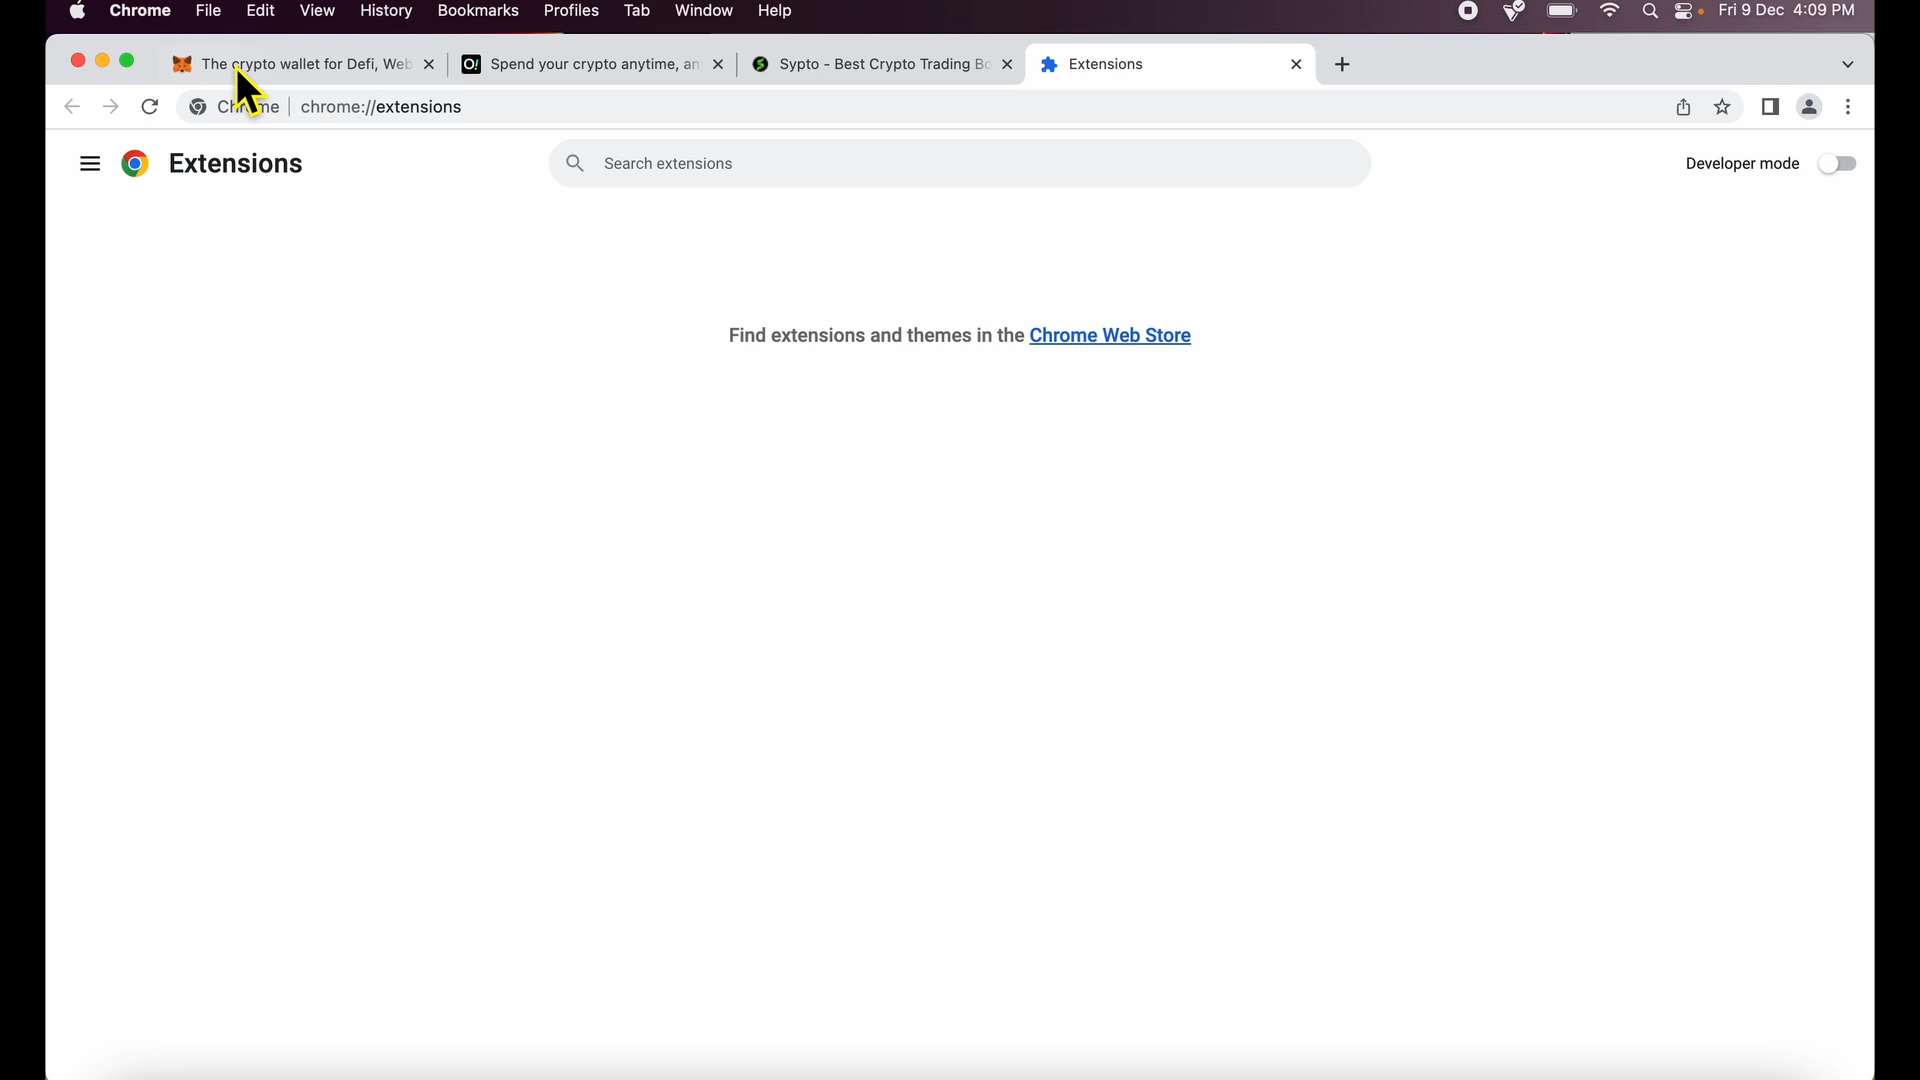 Chrome File Edit View History Bookmarks Profiles Tab Window Help Fri 9 Dec 4:09 PM
The crypto wallet for Defi, Web O! Spend your crypto anytime, an Sypto - Best Crypto Trading Bo Extensions
chrome://extensions
Extensions Search extensions Developer mode
Find extensions and themes in the Chrome Web Store